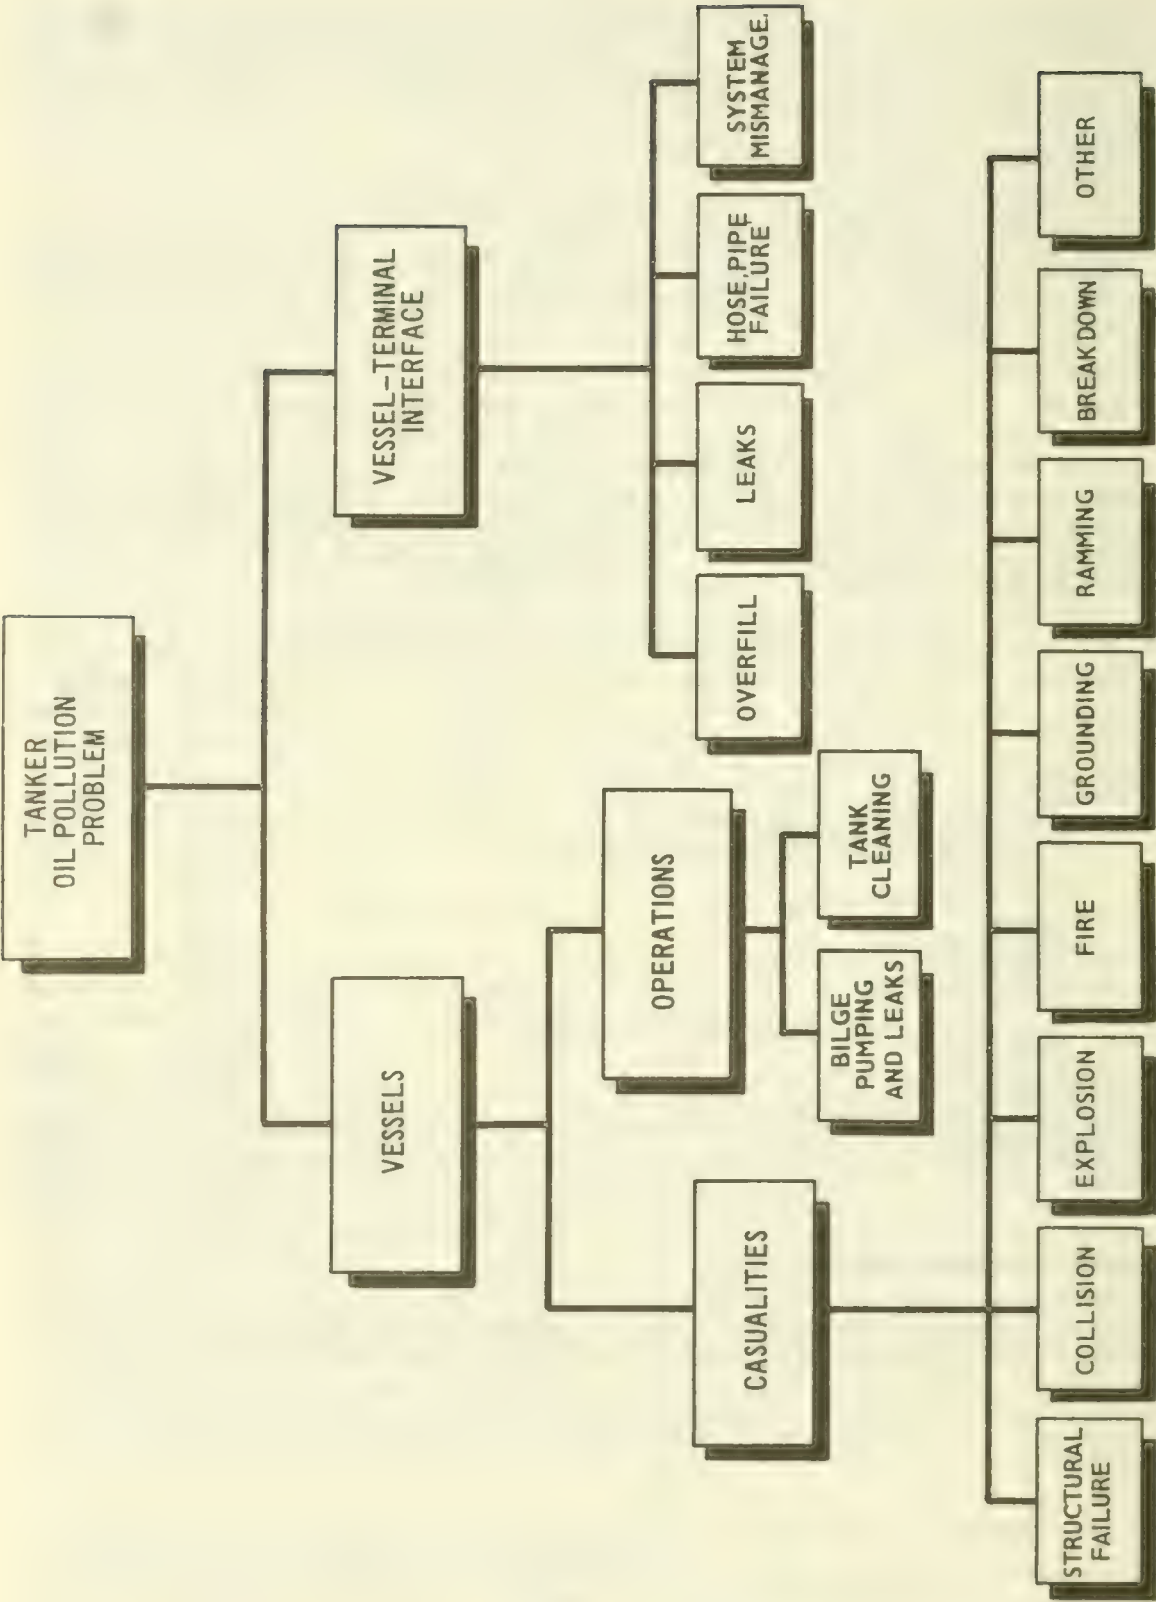 TANKER
OIL POLLUTION
PROBLEM
VESSELS
VESSEL-TERMINAL
INTERFACE
OPERATIONS
CASUALITIES
OVERFILL
LEAKS
HOSE, PIPE
FAILURE
SYSTEM
MISMANAGE.
BILGE
PUMPING
AND LEAKS
TANK
CLEANING
STRUCTURAL
FAILURE
COLLISION
EXPLOSION
FIRE
GROUNDING
RAMMING
BREAKDOWN
OTHER